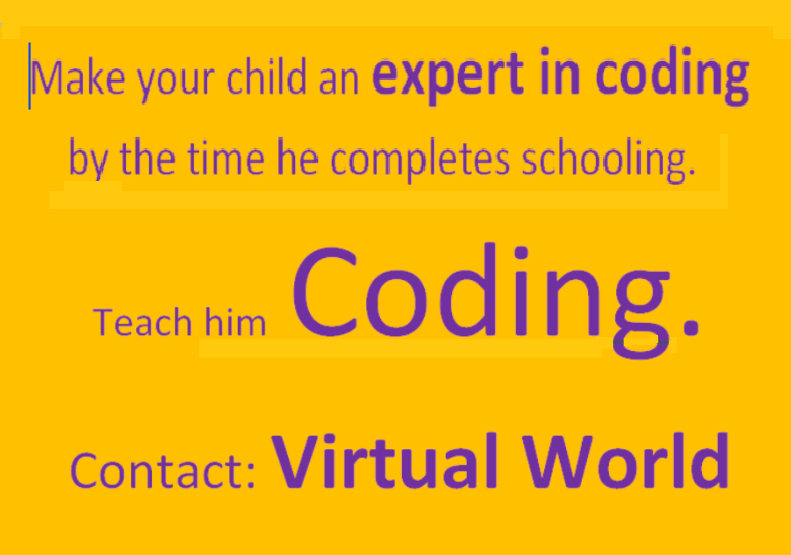 Make your child an expert in coding
by the time he completes schooling.
Teach him Coding.
Contact: Virtual World